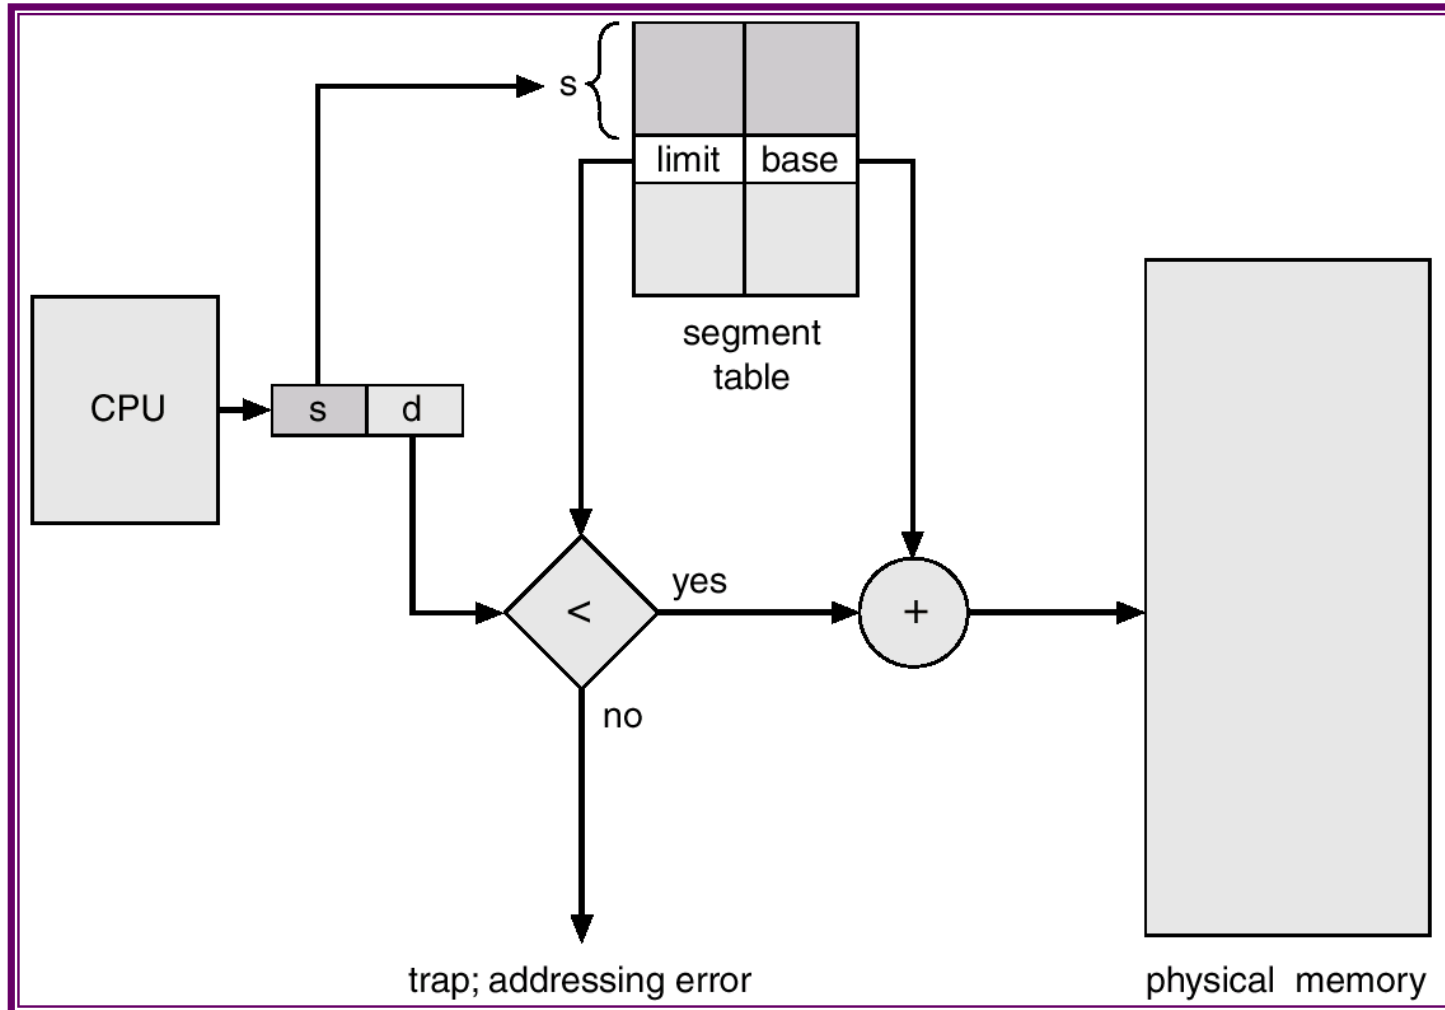 s
limit base
segment
table
CPU
s d
<
yes
+
no
trap; addressing error
physical memory